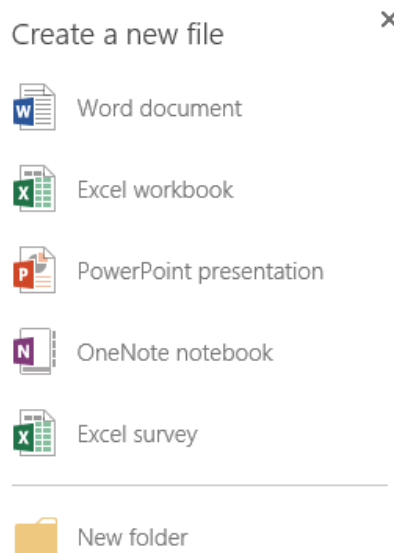 Create a new file
Word document
Excel workbook
PowerPoint presentation
OneNote notebook
Excel survey
New folder